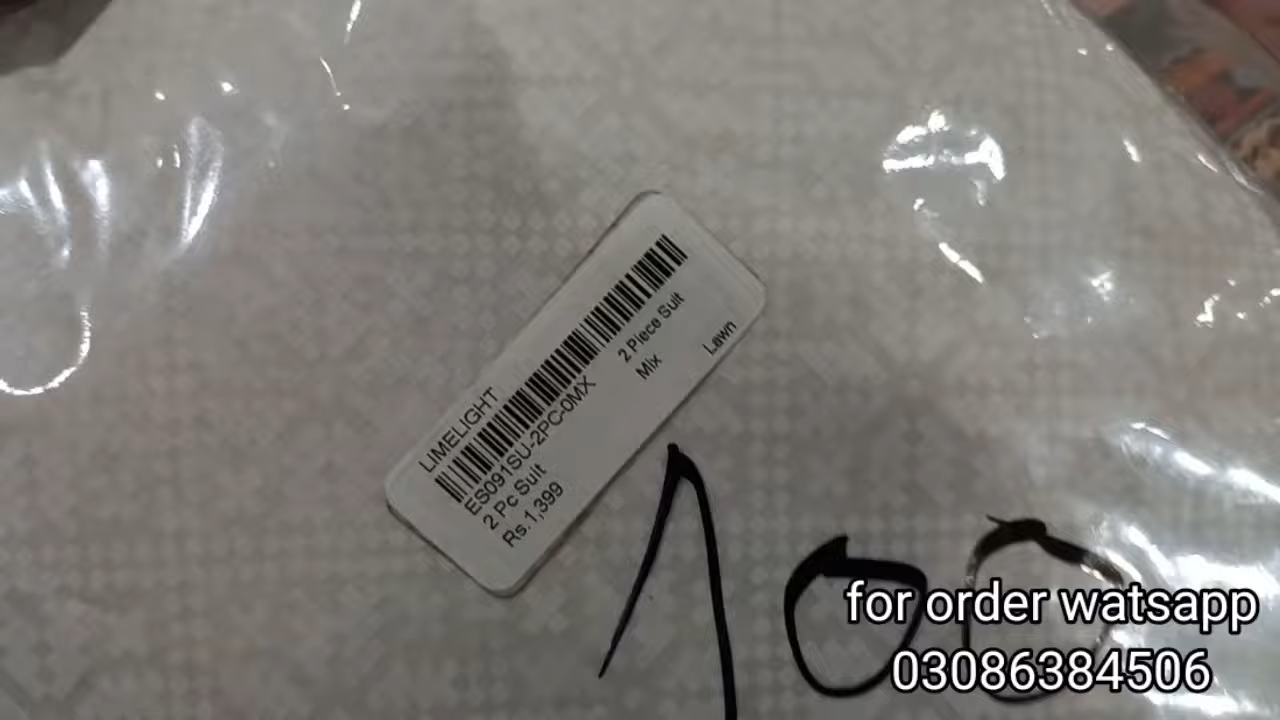 LIMELIGHT
ES091SU-2PC-0MX
2 Pc Suit
2 Piece Suit
Rs.1,399
Mix
Lawn
100
for order watsapp
03086384506